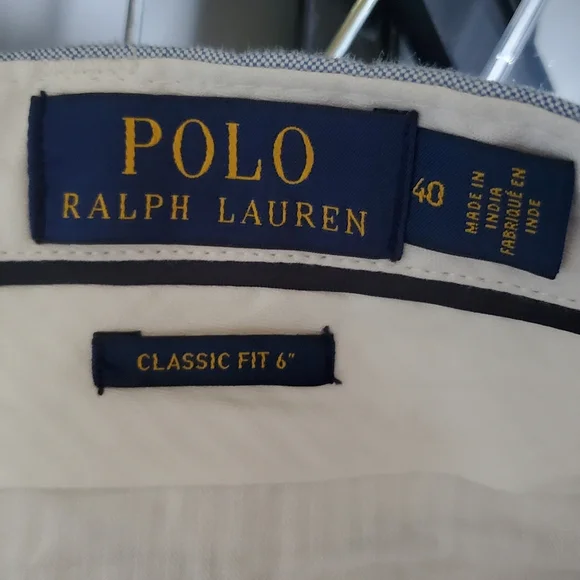 POLO
RALPH LAUREN
40
MADE IN
INDIA
FABRIQUÉ EN
INDE
CLASSIC FIT 6"